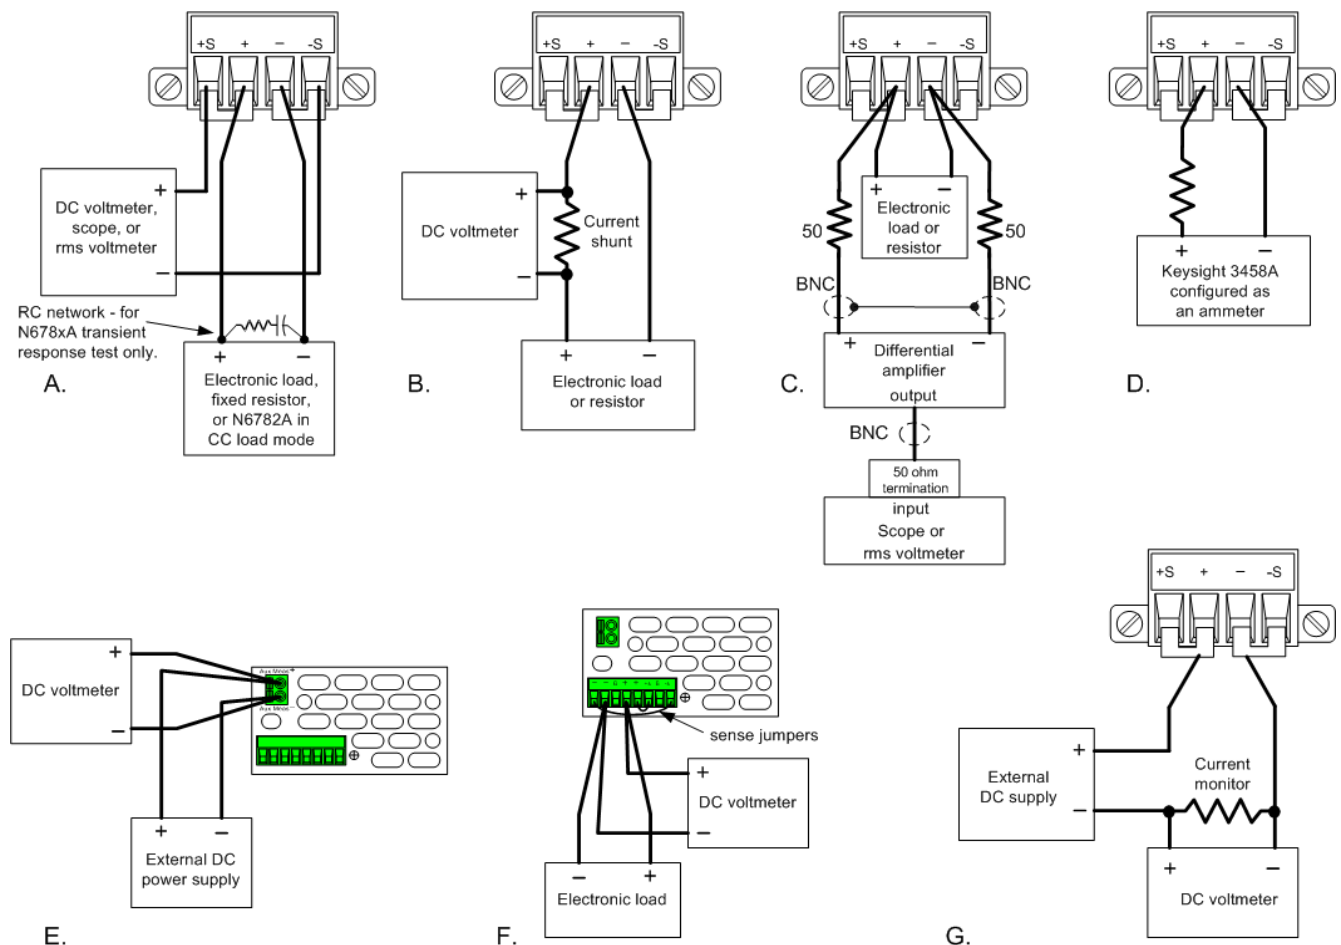 +S + − -S
DC voltmeter,
scope, or
rms voltmeter
+
−
RC network - for
N678xA transient
response test only.
+ −
Electronic load,
fixed resistor,
or N6782A in
CC load mode
A.
+S + − -S
DC voltmeter
+
−
Current
shunt
+ −
Electronic load
or resistor
B.
+S + − -S
+ −
Electronic
load or
resistor
50
50
BNC
BNC
+ −
Differential
amplifier
output
BNC
50 ohm
termination
input
Scope or
rms voltmeter
C.
+S + − -S
+ −
Keysight 3458A
configured as
an ammeter
D.
DC voltmeter
+
−
Aux Meas+
Aux Meas−
+ −
External DC
power supply
E.
sense jumpers
+
DC voltmeter
−
− +
Electronic load
F.
+S + − -S
External
DC supply
+
−
Current
monitor
+ −
DC voltmeter
G.